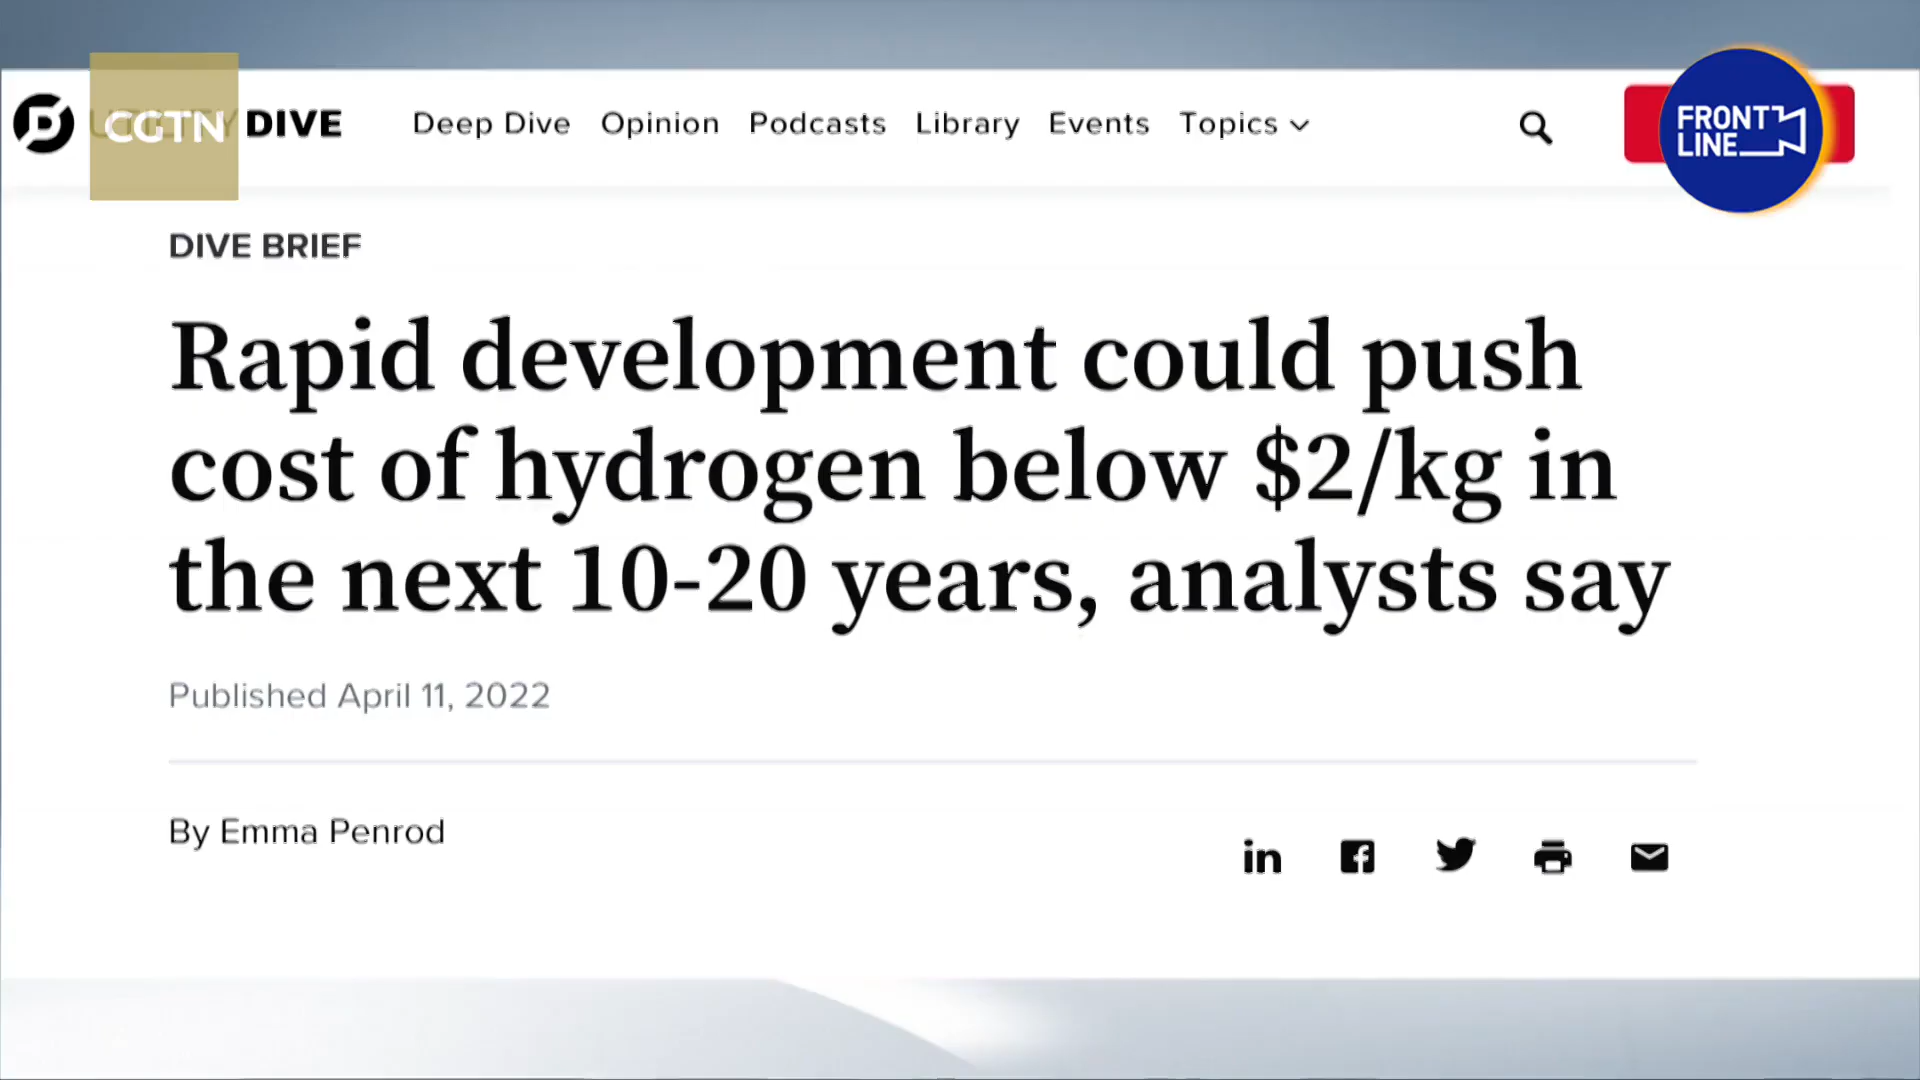 CGTN
DIVE
Deep Dive Opinion Podcasts Library Events Topics
FRONT
LINE
DIVE BRIEF
Rapid development could push
cost of hydrogen below $2/kg in
the next 10-20 years, analysts say
Published April 11, 2022
By Emma Penrod